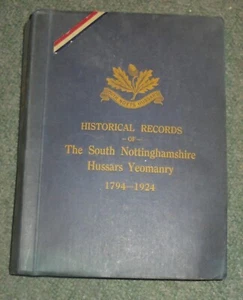 HISTORICAL RECORDS
-OF-
The South Nottinghamshire
Hussars Yeomanry
1794-1924